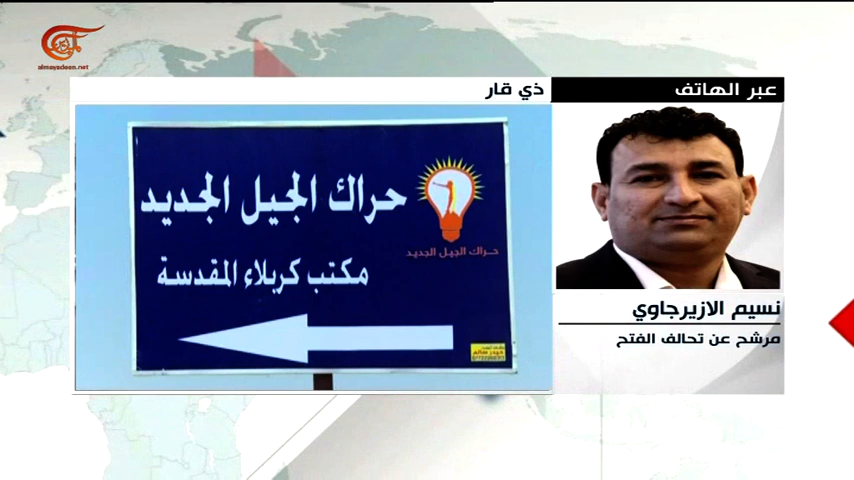 الميادين
almayadeen.net
عبر الهاتف
ذي قار
حراك الجيل الجديد
حراك الجيل الجديد
مكتب كربلاء المقدسة
نسيم الازيرجاوي
مرشح عن تحالف الفتح